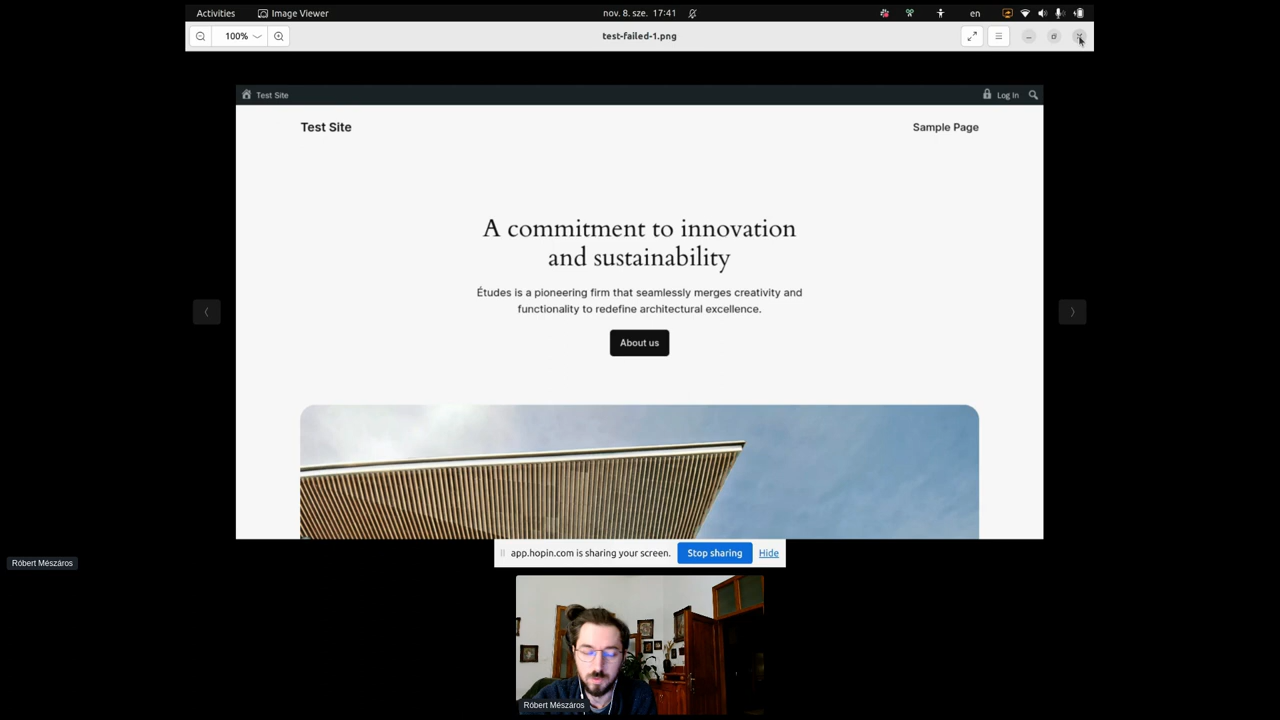 Activities
Image Viewer
nov. 8. sze. 17:41
en
100%
test-failed-1.png
Test Site
Log In
Test Site
Sample Page
A commitment to innovation
and sustainability
Études is a pioneering firm that seamlessly merges creativity and
functionality to redefine architectural excellence.
About us
app.hopin.com is sharing your screen.
Stop sharing
Hide
Róbert Mészáros
Róbert Mészáros